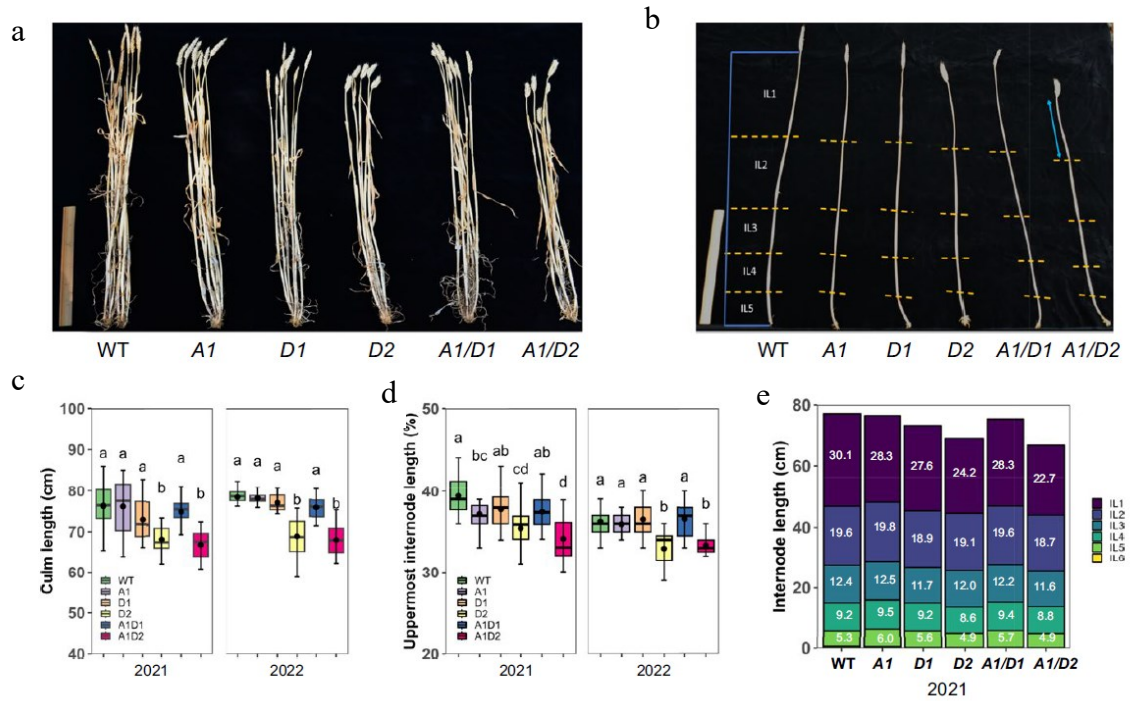 a
b
IL1
IL2
IL3
IL4
IL5
WT A1 D1 D2 A1/D1 A1/D2
WT A1 D1 D2 A1/D1 A1/D2
c
d
e
Culm length (cm)
100
90
80
70
60
50
40
a a a b a b
a a a b a b
WT
A1
D1
D2
A1D1
A1D2
2021 2022
Uppermost internode length (%)
50
40
30
20
a bc ab cd ab d
a a a b a b
WT
A1
D1
D2
A1D1
A1D2
2021 2022
Internode length (cm)
80
60
40
20
0
30.1 28.3 27.6 24.2 28.3 22.7
19.6 19.8 18.9 19.1 19.6 18.7
12.4 12.5 11.7 12.0 12.2 11.6
9.2 9.5 9.2 8.6 9.4 8.8
5.3 6.0 5.6 4.9 5.7 4.9
WT A1 D1 D2 A1/D1 A1/D2
2021
IL1
IL2
IL3
IL4
IL5
IL6